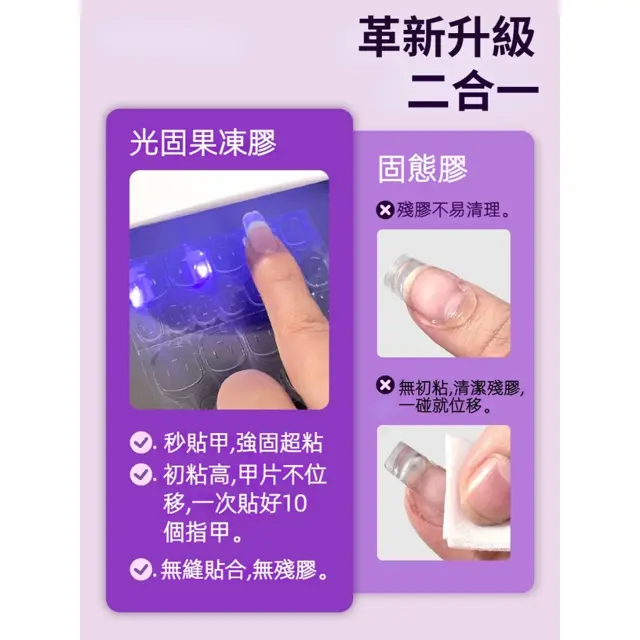 革新升級
二合一
光固果凍膠
秒貼甲,強固超粘
初粘高,甲片不位
移,一次貼好10
個指甲。
無縫貼合,無殘膠。
固態膠
殘膠不易清理。
無初粘,清潔殘膠,
一碰就位移。